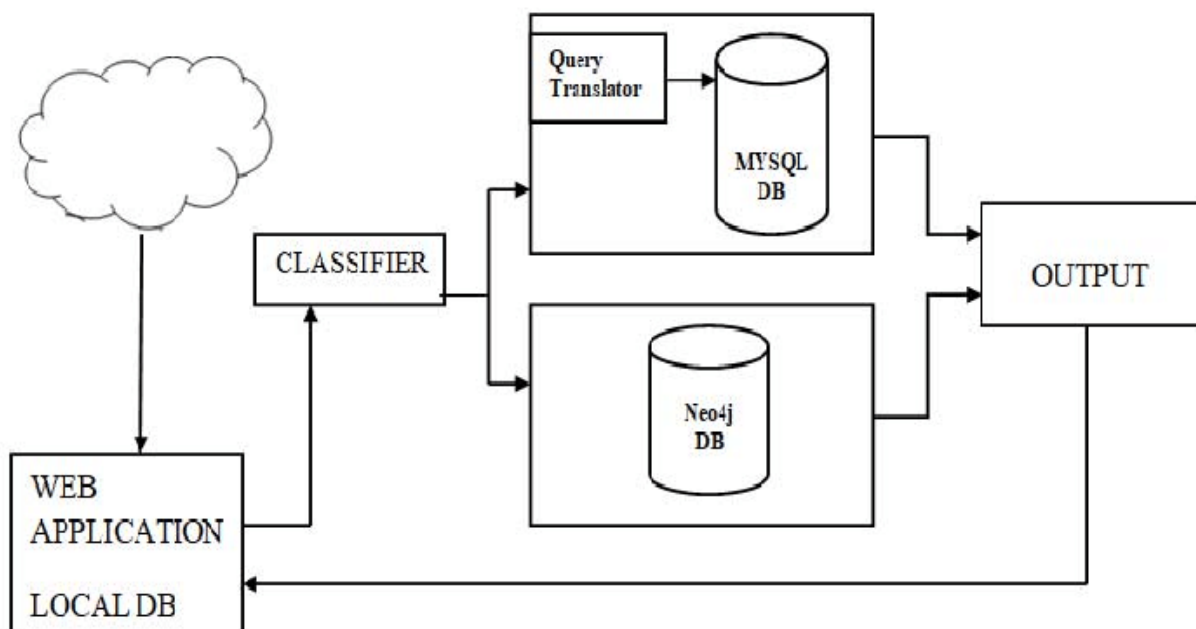 Query
Translator
MYSQL
DB
CLASSIFIER
OUTPUT
Neo4j
DB
WEB
APPLICATION
LOCAL DB